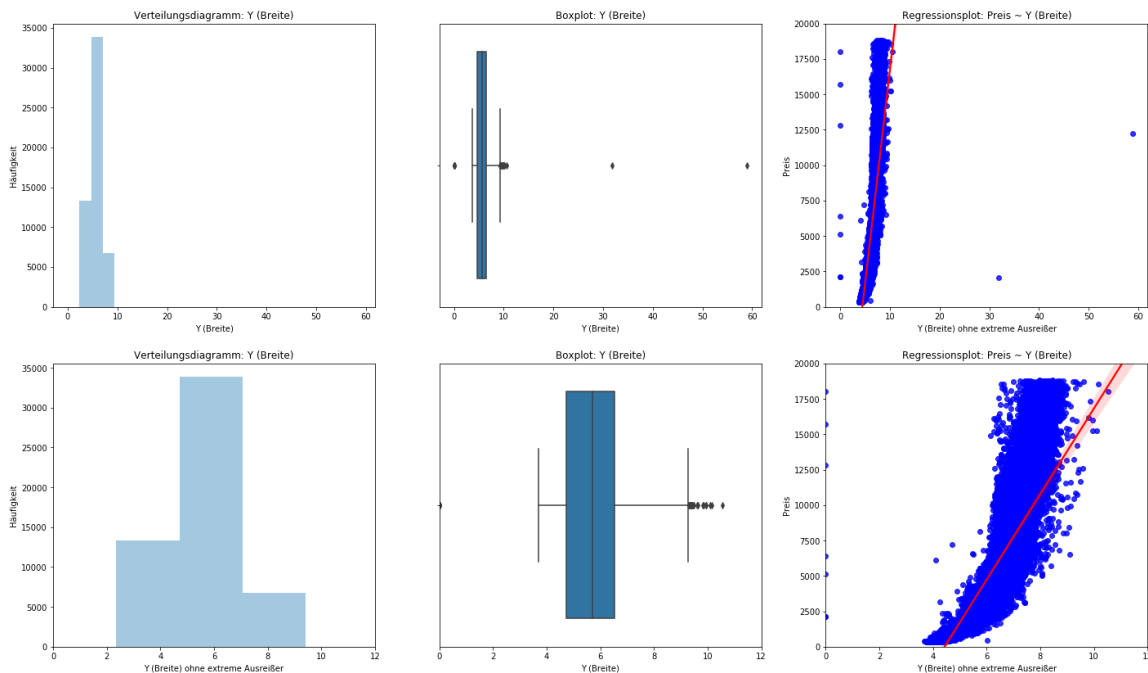 Verteilungsdiagramm: Y (Breite)
Häufigkeit
35000
30000
25000
20000
15000
10000
5000
0
0 10 20 30 40 50 60
Y (Breite)
Boxplot: Y (Breite)
0 10 20 30 40 50 60
Y (Breite)
Regressionsplot: Preis ~ Y (Breite)
Preis
20000
17500
15000
12500
10000
7500
5000
2500
0
0 10 20 30 40 50 60
Y (Breite) ohne extreme Ausreißer
Verteilungsdiagramm: Y (Breite)
Häufigkeit
35000
30000
25000
20000
15000
10000
5000
0
0 2 4 6 8 10 12
Y (Breite) ohne extreme Ausreißer
Boxplot: Y (Breite)
0 2 4 6 8 10 12
Y (Breite)
Regressionsplot: Preis ~ Y (Breite)
Preis
20000
17500
15000
12500
10000
7500
5000
2500
0
0 2 4 6 8 10 12
Y (Breite) ohne extreme Ausreißer